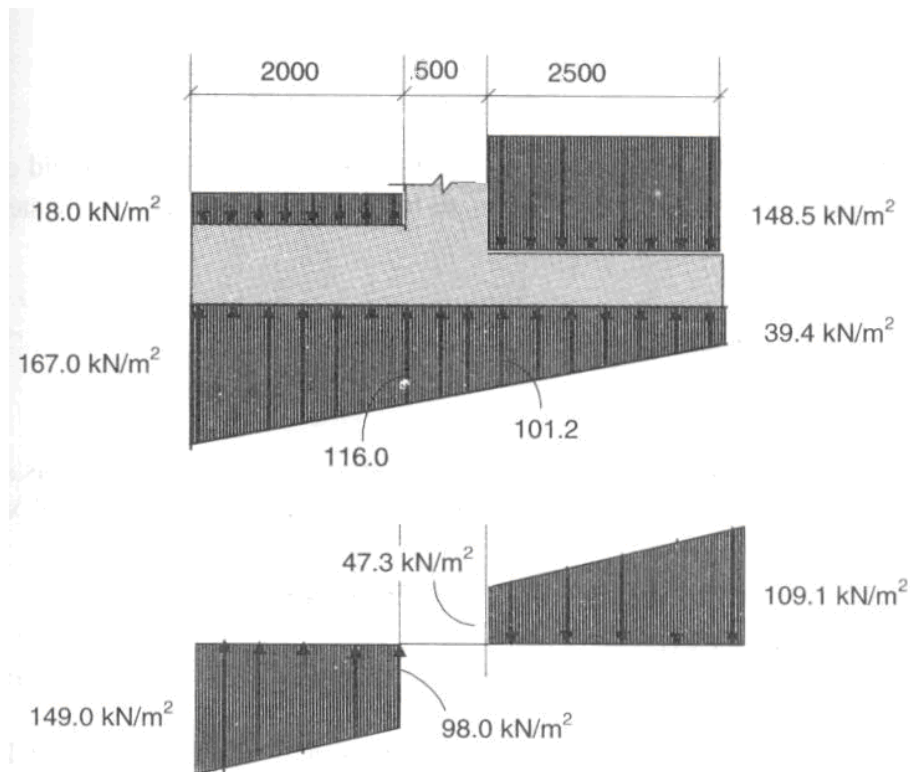 2000
500
2500
18.0 kN/m²
148.5 kN/m²
167.0 kN/m²
39.4 kN/m²
116.0
101.2
47.3 kN/m²
109.1 kN/m²
149.0 kN/m²
98.0 kN/m²